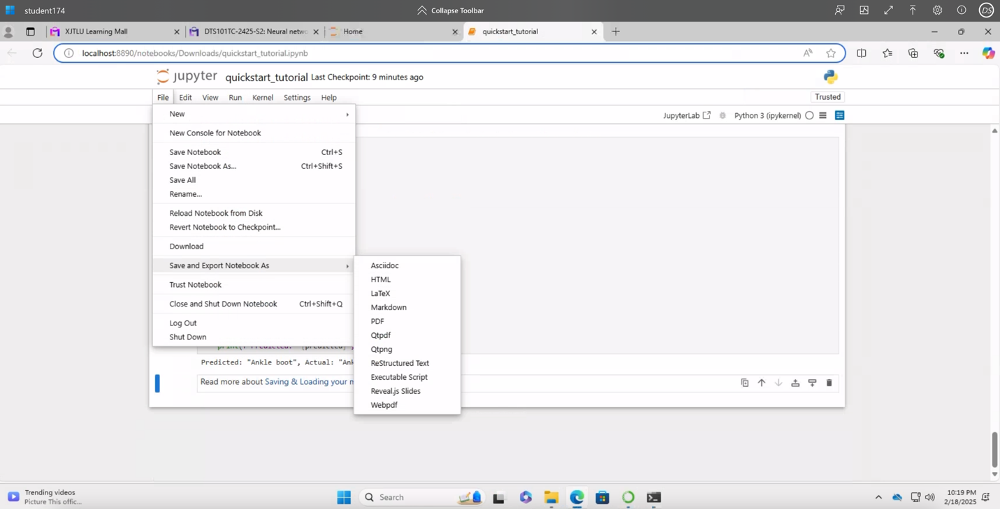 student174
Collapse Toolbar
DS
XJTLU Learning Mall
DTS101TC-2425-S2: Neural netwo
Home
quickstart_tutorial
localhost:8890/notebooks/Downloads/quickstart_tutorial.ipynb
jupyter quickstart_tutorial Last Checkpoint: 9 minutes ago
File Edit View Run Kernel Settings Help
Trusted
JupyterLab
Python 3 (ipykernel)
New
New Console for Notebook
Save Notebook Ctrl+S
Save Notebook As... Ctrl+Shift+S
Save All
Rename...
Reload Notebook from Disk
Revert Notebook to Checkpoint...
Download
Save and Export Notebook As
Trust Notebook
Close and Shut Down Notebook Ctrl+Shift+Q
Log Out
Shut Down
Asciidoc
HTML
LaTeX
Markdown
PDF
Qtpdf
Qtpng
ReStructured Text
Executable Script
Reveal.js Slides
Webpdf
Predicted: "Ankle boot", Actual: "Ank
Read more about Saving & Loading your m
Trending videos
Picture This offic...
Search
10:19 PM
2/18/2025